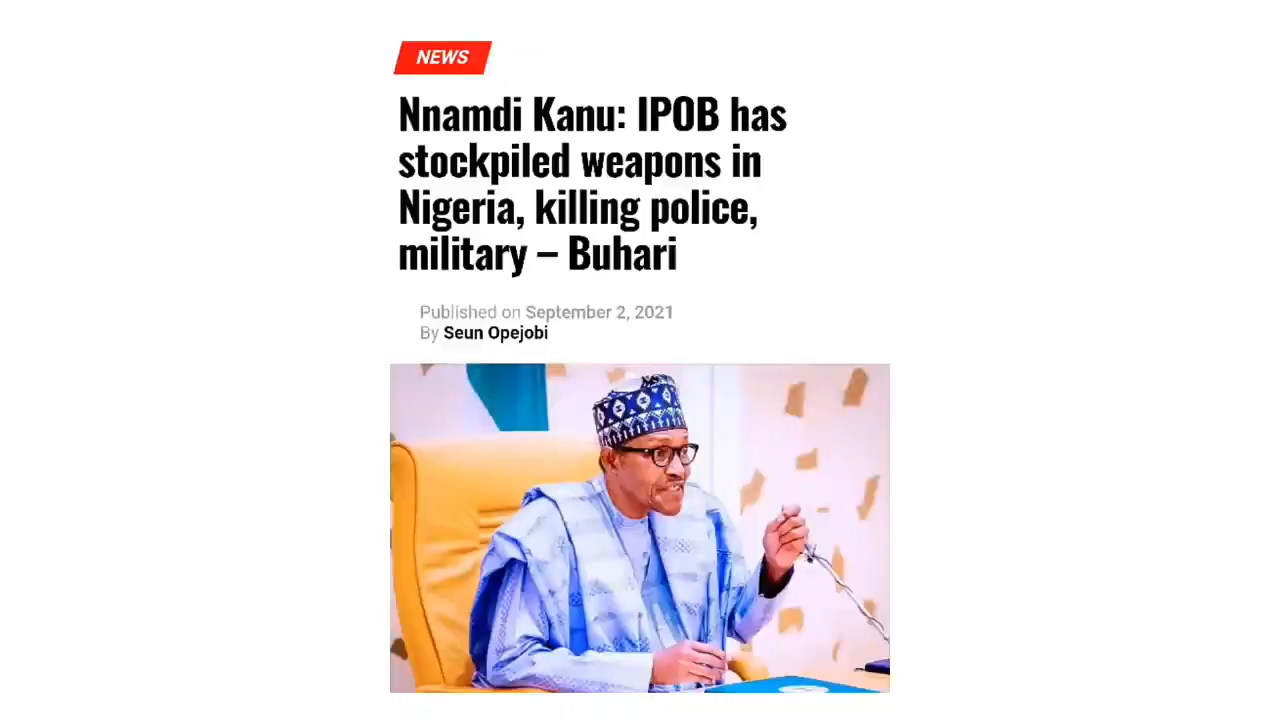 NEWS
Nnamdi Kanu: IPOB has
stockpiled weapons in
Nigeria, killing police,
military – Buhari
Published on September 2, 2021
By Seun Opejobi